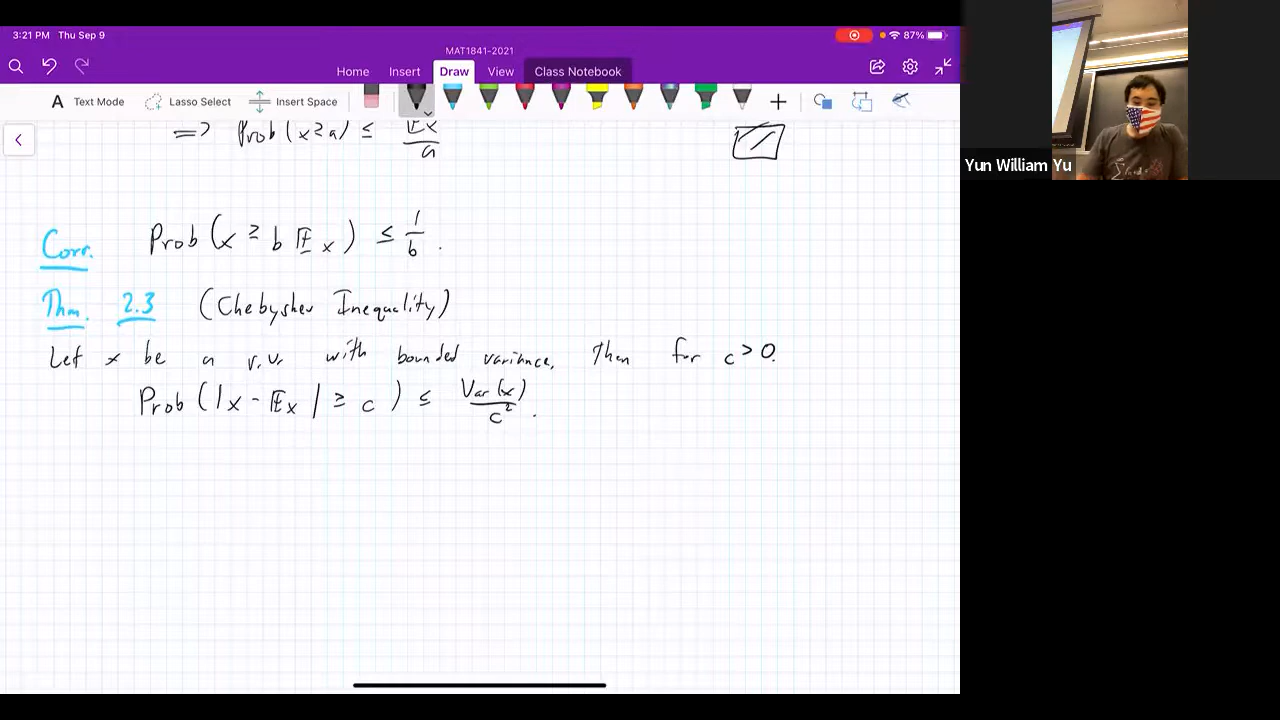 3:21 PM Thu Sep 9
87%
MAT1841-2021
Home Insert Draw View Class Notebook
A Text Mode Lasso Select Insert Space
=> Prob(x≥a) ≤ 𝔼x/a
Yun William Yu
Corr. Prob(x ≥ b 𝔼x) ≤ 1/b.
Thm. 2.3 (Chebyshev Inequality)
Let x be a r.v. with bounded variance, Then for c>0.
Prob(|x - 𝔼x| ≥ c) ≤ Var(x)/c².